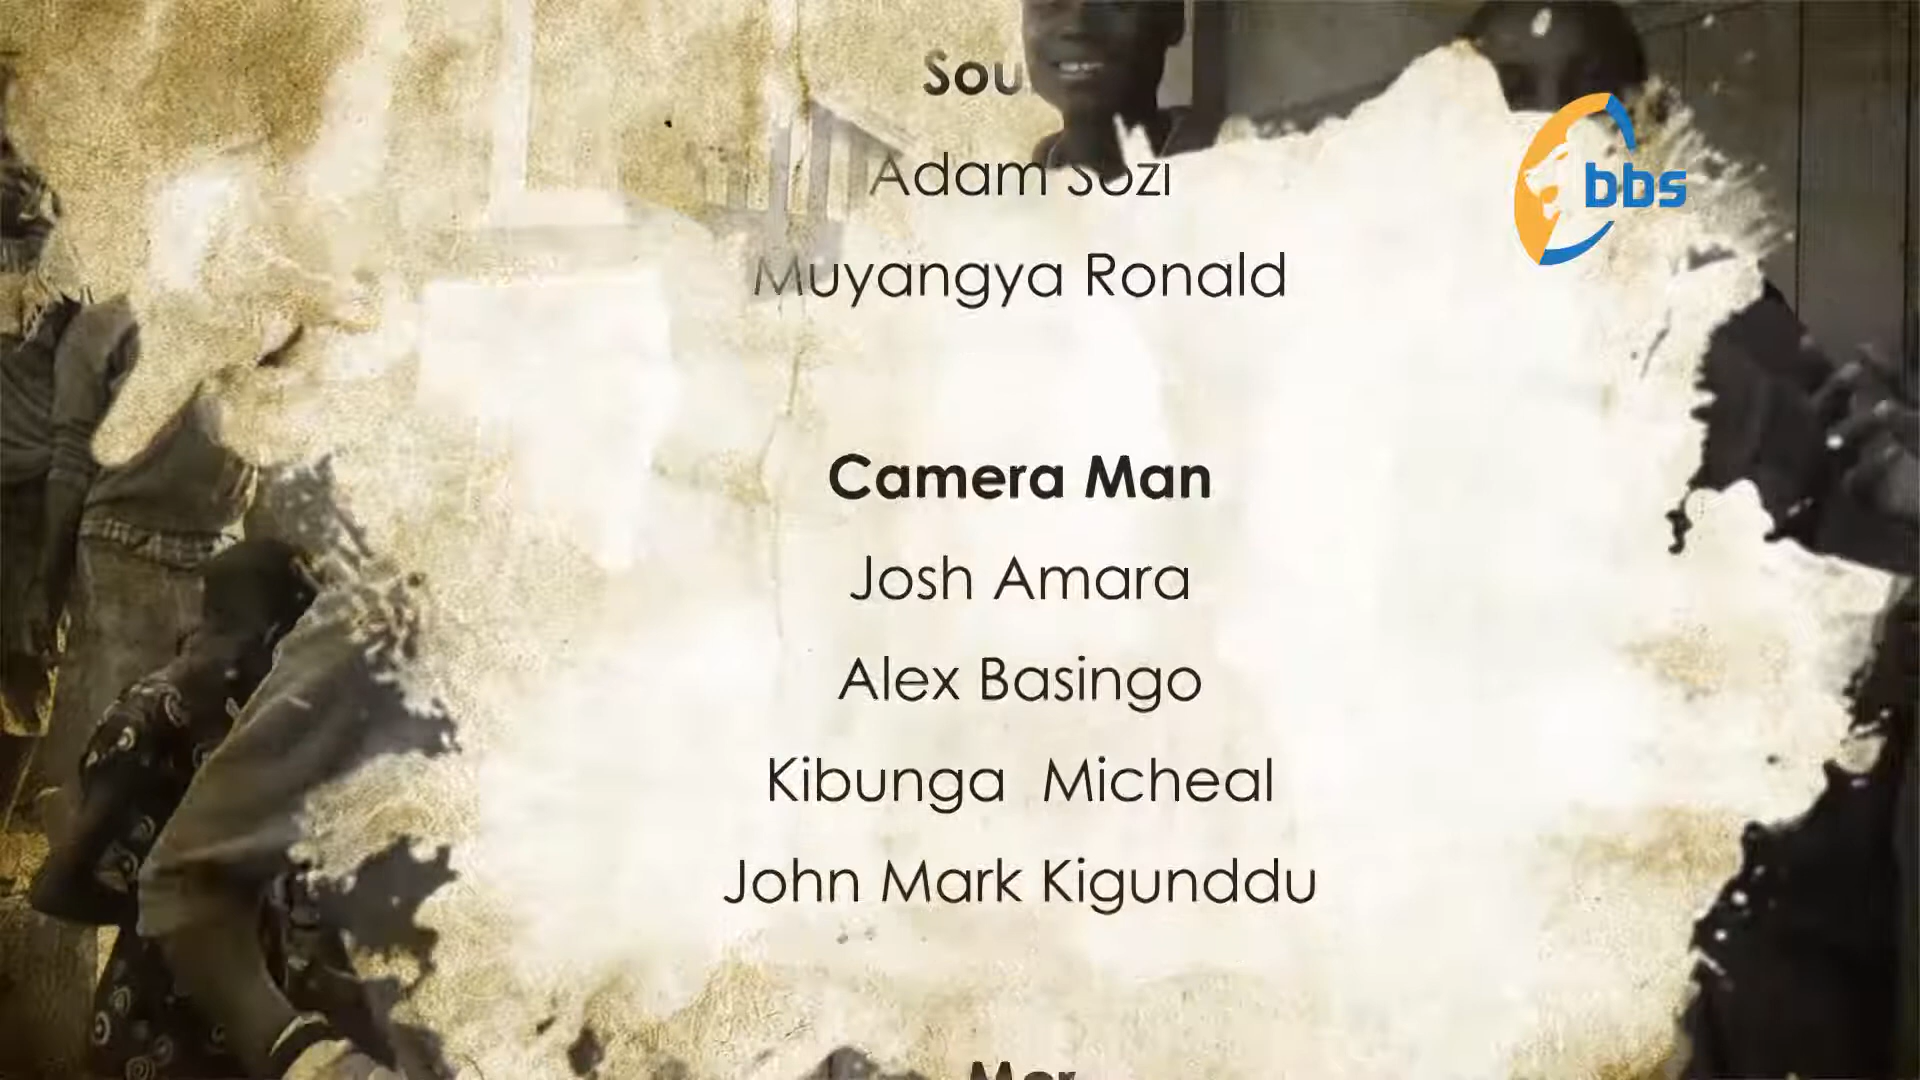 Adam Sozi
bbs
Muyangya Ronald
Camera Man
Josh Amara
Alex Basingo
Kibunga Micheal
John Mark Kigunddu